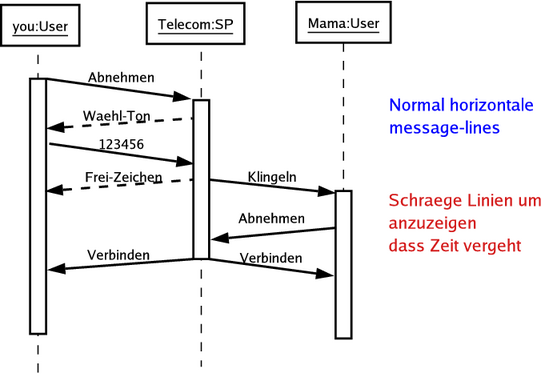 you:User
Telecom:SP
Mama:User
Abnehmen
Waehl-Ton
123456
Frei-Zeichen
Klingeln
Abnehmen
Verbinden
Verbinden
Normal horizontale
message-lines
Schraege Linien um
anzuzeigen
dass Zeit vergeht